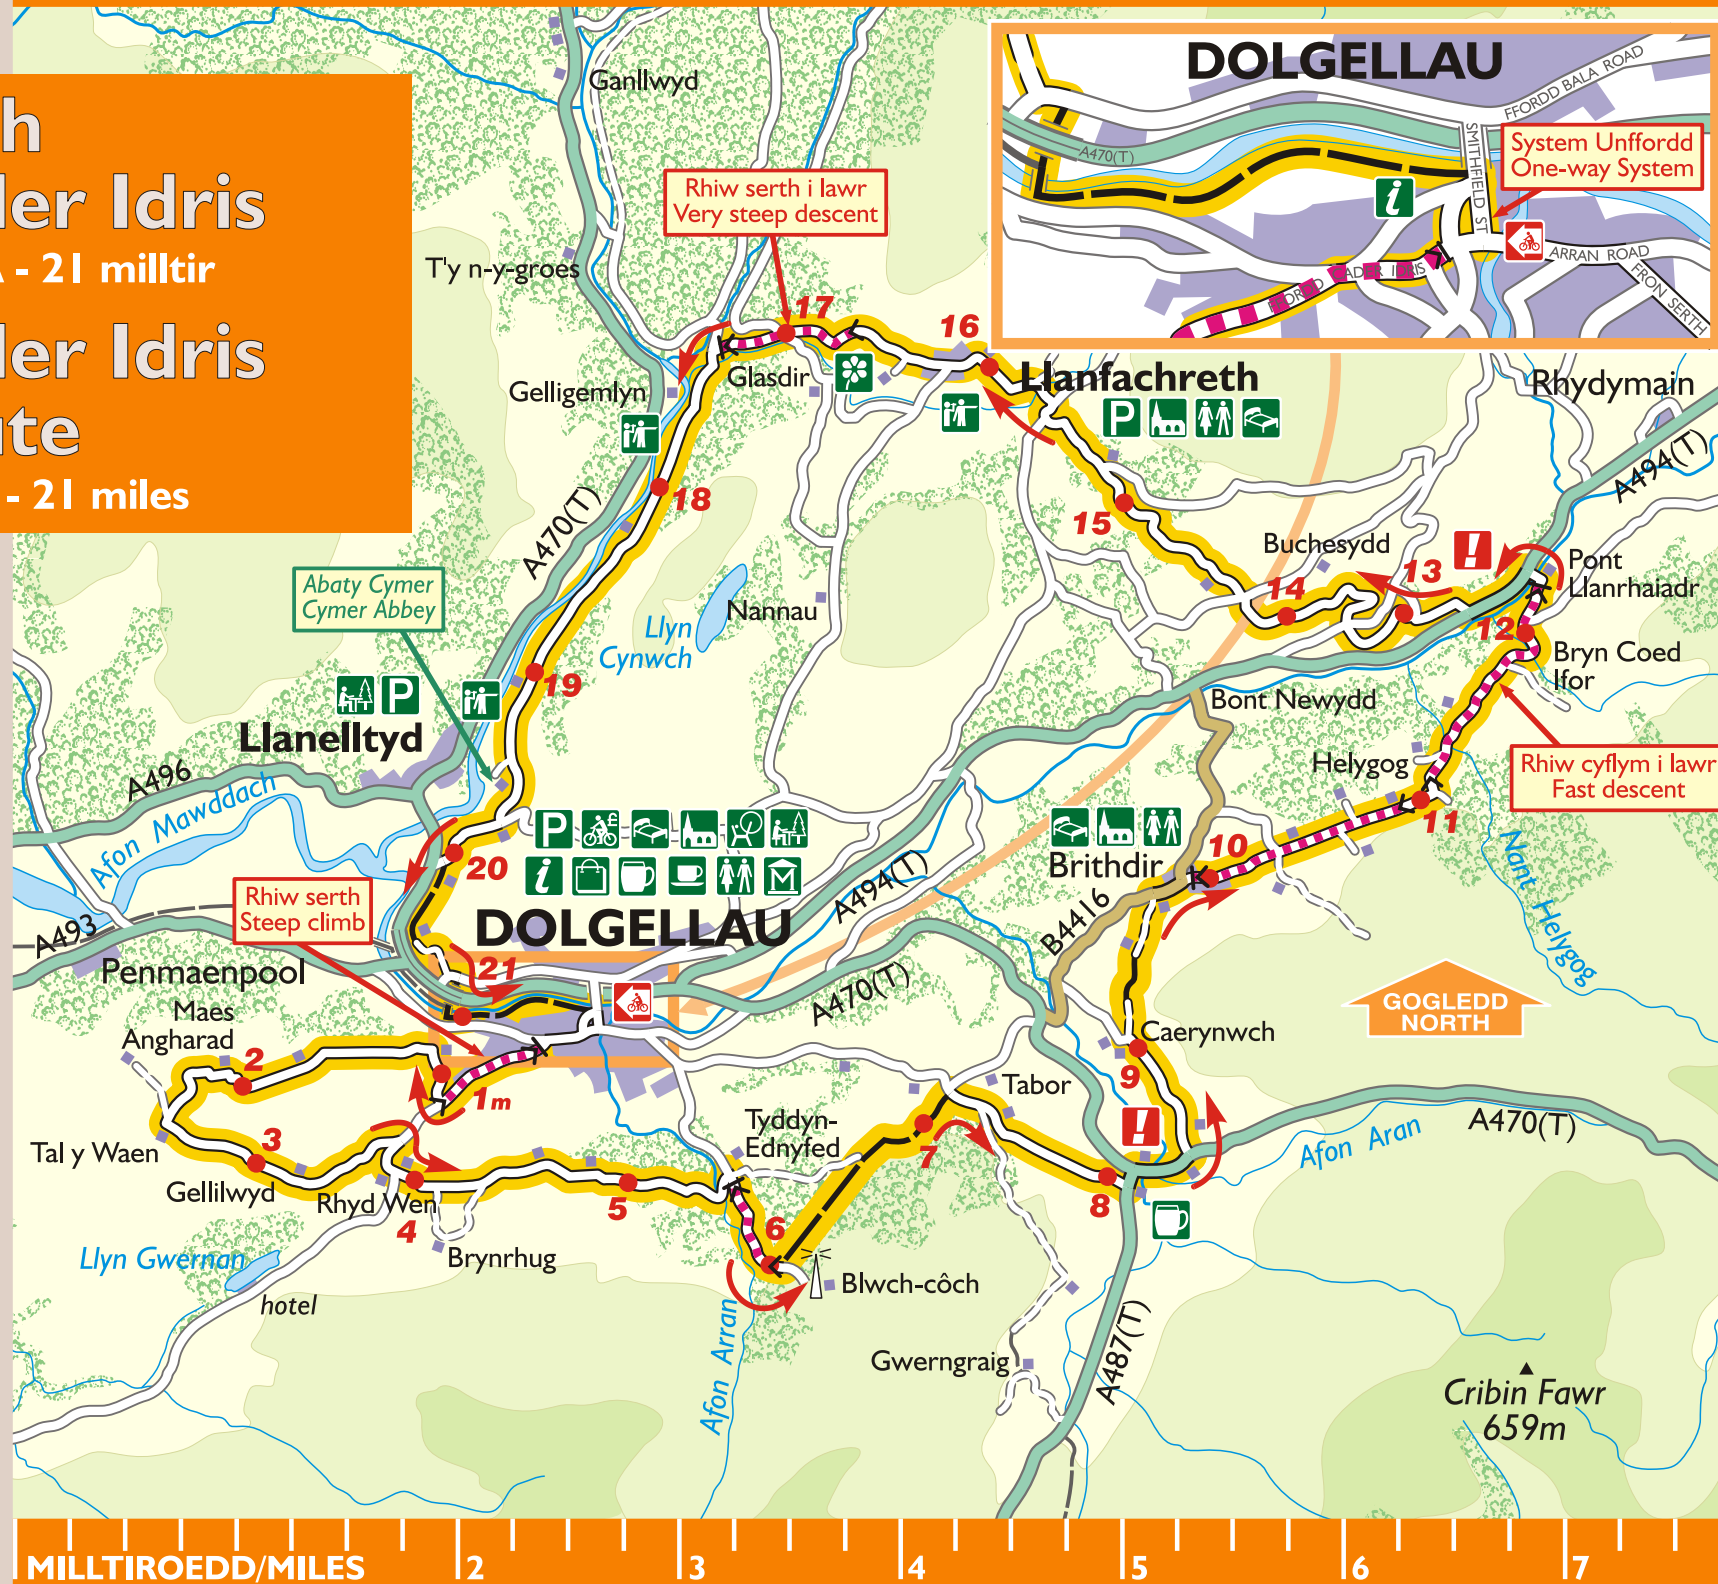 h
der Idris
A - 21 milltir
der Idris
ute
- 21 miles
DOLGELLAU
FFORDD BALA ROAD
A470(T)
SMITHFIELD ST
System Unffordd
One-way System
i
ARRAN ROAD
FRON SERTH
FFORDD CADER IDRIS
Ganllwyd
Rhiw serth i lawr
Very steep descent
T'y n-y-groes
17
16
Glasdir
Gelligemlyn
Llanfachreth
P
Rhydymain
A494(T)
18
A470(T)
15
Buchesydd
14
13
!
Pont
Llanrhaiadr
12
Abaty Cymer
Cymer Abbey
Nannau
Llyn
Cynwch
Bryn Coed
Ifor
19
P
Llanelltyd
Bont Newydd
Helygog
Rhiw cyflym i lawr
Fast descent
A496
Afon Mawddach
P
£
i
20
11
10
Brithdir
Nant Helygog
Rhiw serth
Steep climb
DOLGELLAU
A494(T)
B4416
A493
Penmaenpool
21
A470(T)
GOGLEDD
NORTH
Maes
Angharad
2
1m
Caerynwch
9
Tabor
!
A470(T)
Afon Aran
Tyddyn-
Ednyfed
7
Tal y Waen
3
Gellilwyd
Rhyd Wen
4
5
6
8
Llyn Gwernan
Brynrhug
hotel
Blwch-côch
Afon Arran
Gwerngraig
A487(T)
Cribin Fawr
659m
MILLTIROEDD/MILES
2
3
4
5
6
7